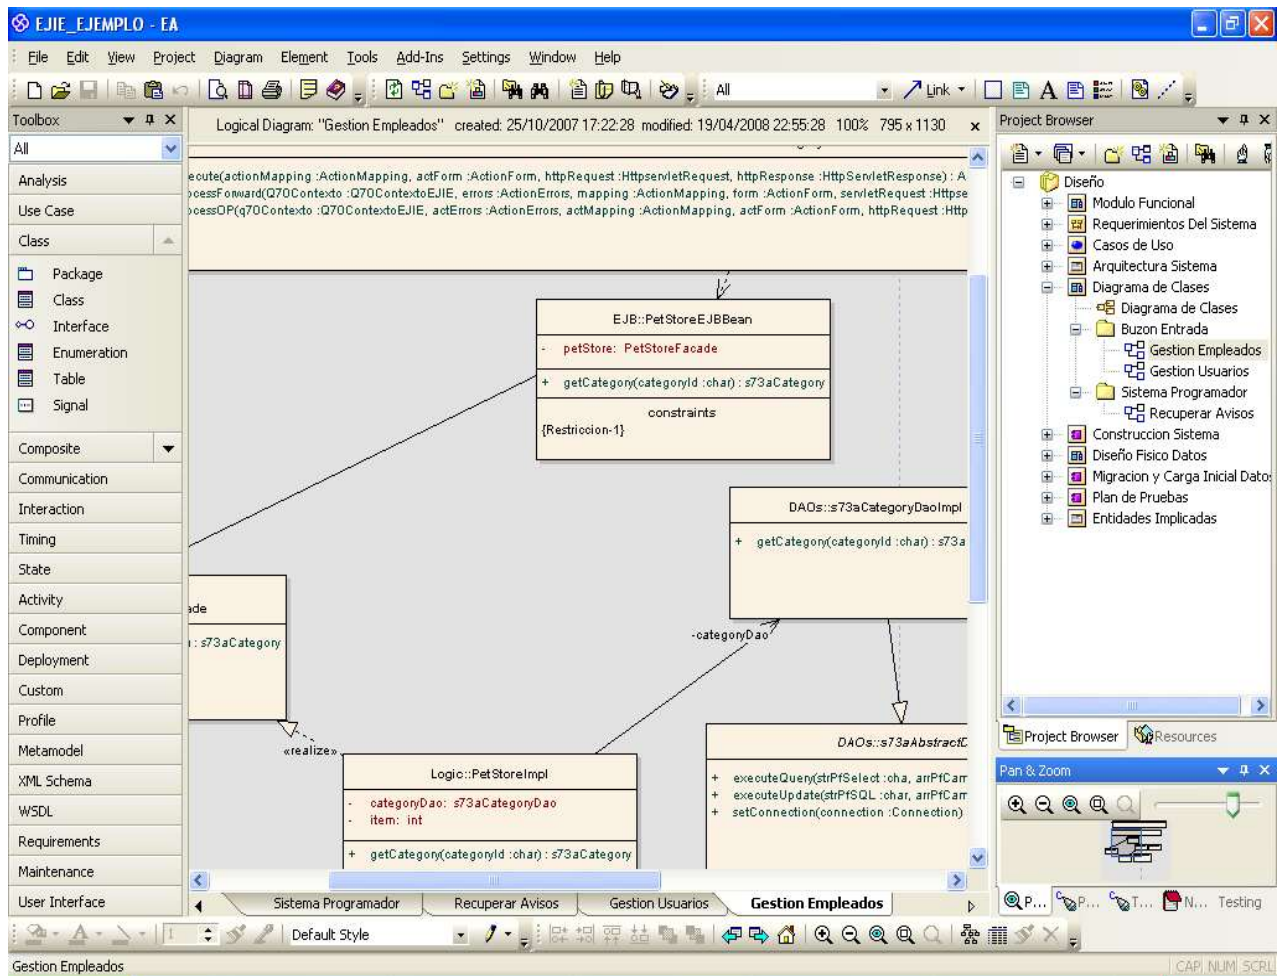 EJIE_EJEMPLO - EA
File Edit View Project Diagram Element Tools Add-Ins Settings Window Help
All Link A
Toolbox
All
Analysis
Use Case
Class
Package
Class
Interface
Enumeration
Table
Signal
Composite
Communication
Interaction
Timing
State
Activity
Component
Deployment
Custom
Profile
Metamodel
XML Schema
WSDL
Requirements
Maintenance
User Interface
Logical Diagram: "Gestion Empleados" created: 25/10/2007 17:22:28 modified: 19/04/2008 22:55:28 100% 795 x 1130
ecute(actionMapping :ActionMapping, actForm :ActionForm, httpRequest :HttpservletRequest, httpResponse :HttpServletResponse) : A
ocessForward(Q70Contexto :Q70ContextoEJIE, errors :ActionErrors, mapping :ActionMapping, form :ActionForm, servletRequest :Httpse
ocessOP(q70Contexto :Q70ContextoEJIE, actErrors :ActionErrors, actMapping :ActionMapping, actForm :ActionForm, httpRequest :Http
EJB::PetStoreEJBBean
- petStore: PetStoreFacade
+ getCategory(categoryId :char) : s73aCategory
constraints
{Restriccion-1}
DAOs::s73aCategoryDaoImpl
+ getCategory(categoryId :char) : s73a
ade
) : s73aCategory
-categoryDao
«realize»
Logic::PetStoreImpl
- categoryDao: s73aCategoryDao
- item: int
+ getCategory(categoryId :char) : s73aCategory
DAOs::s73aAbstractD
+ executeQuery(strPfSelect :cha, arrPfCam
+ executeUpdate(strPfSQL :char, arrPfCam
+ setConnection(connection :Connection)
Sistema Programador Recuperar Avisos Gestion Usuarios Gestion Empleados
Project Browser
Diseño
Modulo Funcional
Requerimientos Del Sistema
Casos de Uso
Arquitectura Sistema
Diagrama de Clases
Diagrama de Clases
Buzon Entrada
Gestion Empleados
Gestion Usuarios
Sistema Programador
Recuperar Avisos
Construccion Sistema
Diseño Fisico Datos
Migracion y Carga Inicial Datos
Plan de Pruebas
Entidades Implicadas
Project Browser Resources
Pan & Zoom
P... P... T... N... Testing
A 1 Default Style
Gestion Empleados
CAP NUM SCRL